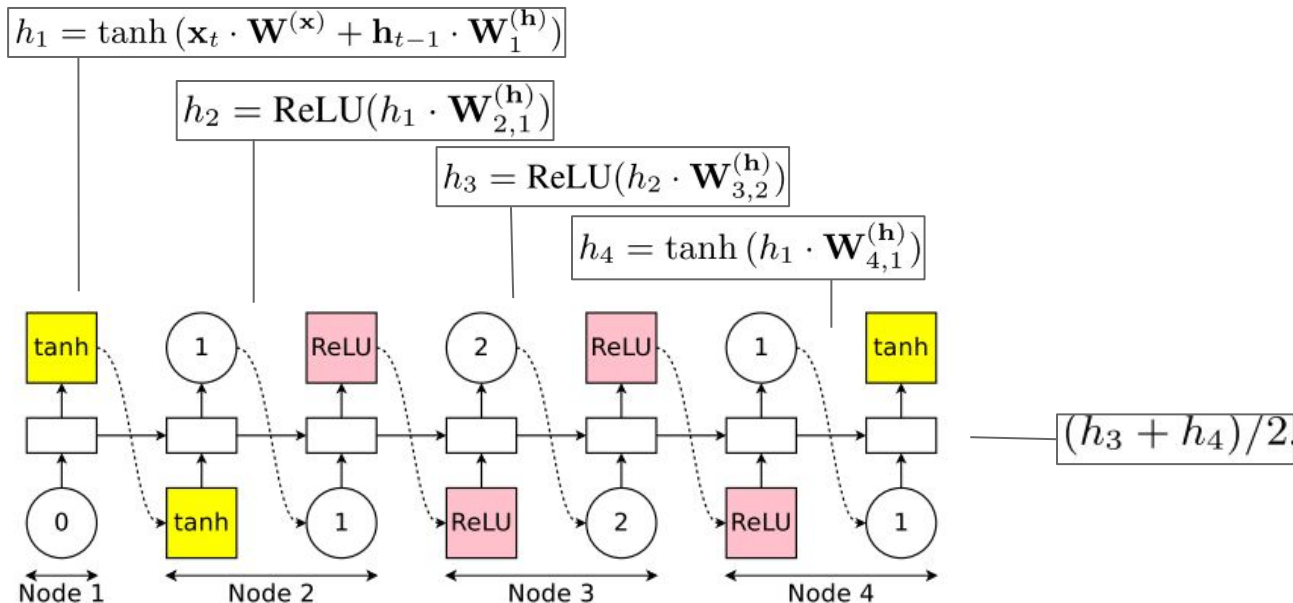 h₁ = tanh (xₜ · W⁽ˣ⁾ + hₜ₋₁ · W₁⁽ʰ⁾)
h₂ = ReLU(h₁ · W₂,₁⁽ʰ⁾)
h₃ = ReLU(h₂ · W₃,₂⁽ʰ⁾)
h₄ = tanh (h₁ · W₄,₁⁽ʰ⁾)
tanh 1 ReLU 2 ReLU 1 tanh
(h₃ + h₄)/2.
0 tanh 1 ReLU 2 ReLU 1
Node 1 Node 2 Node 3 Node 4